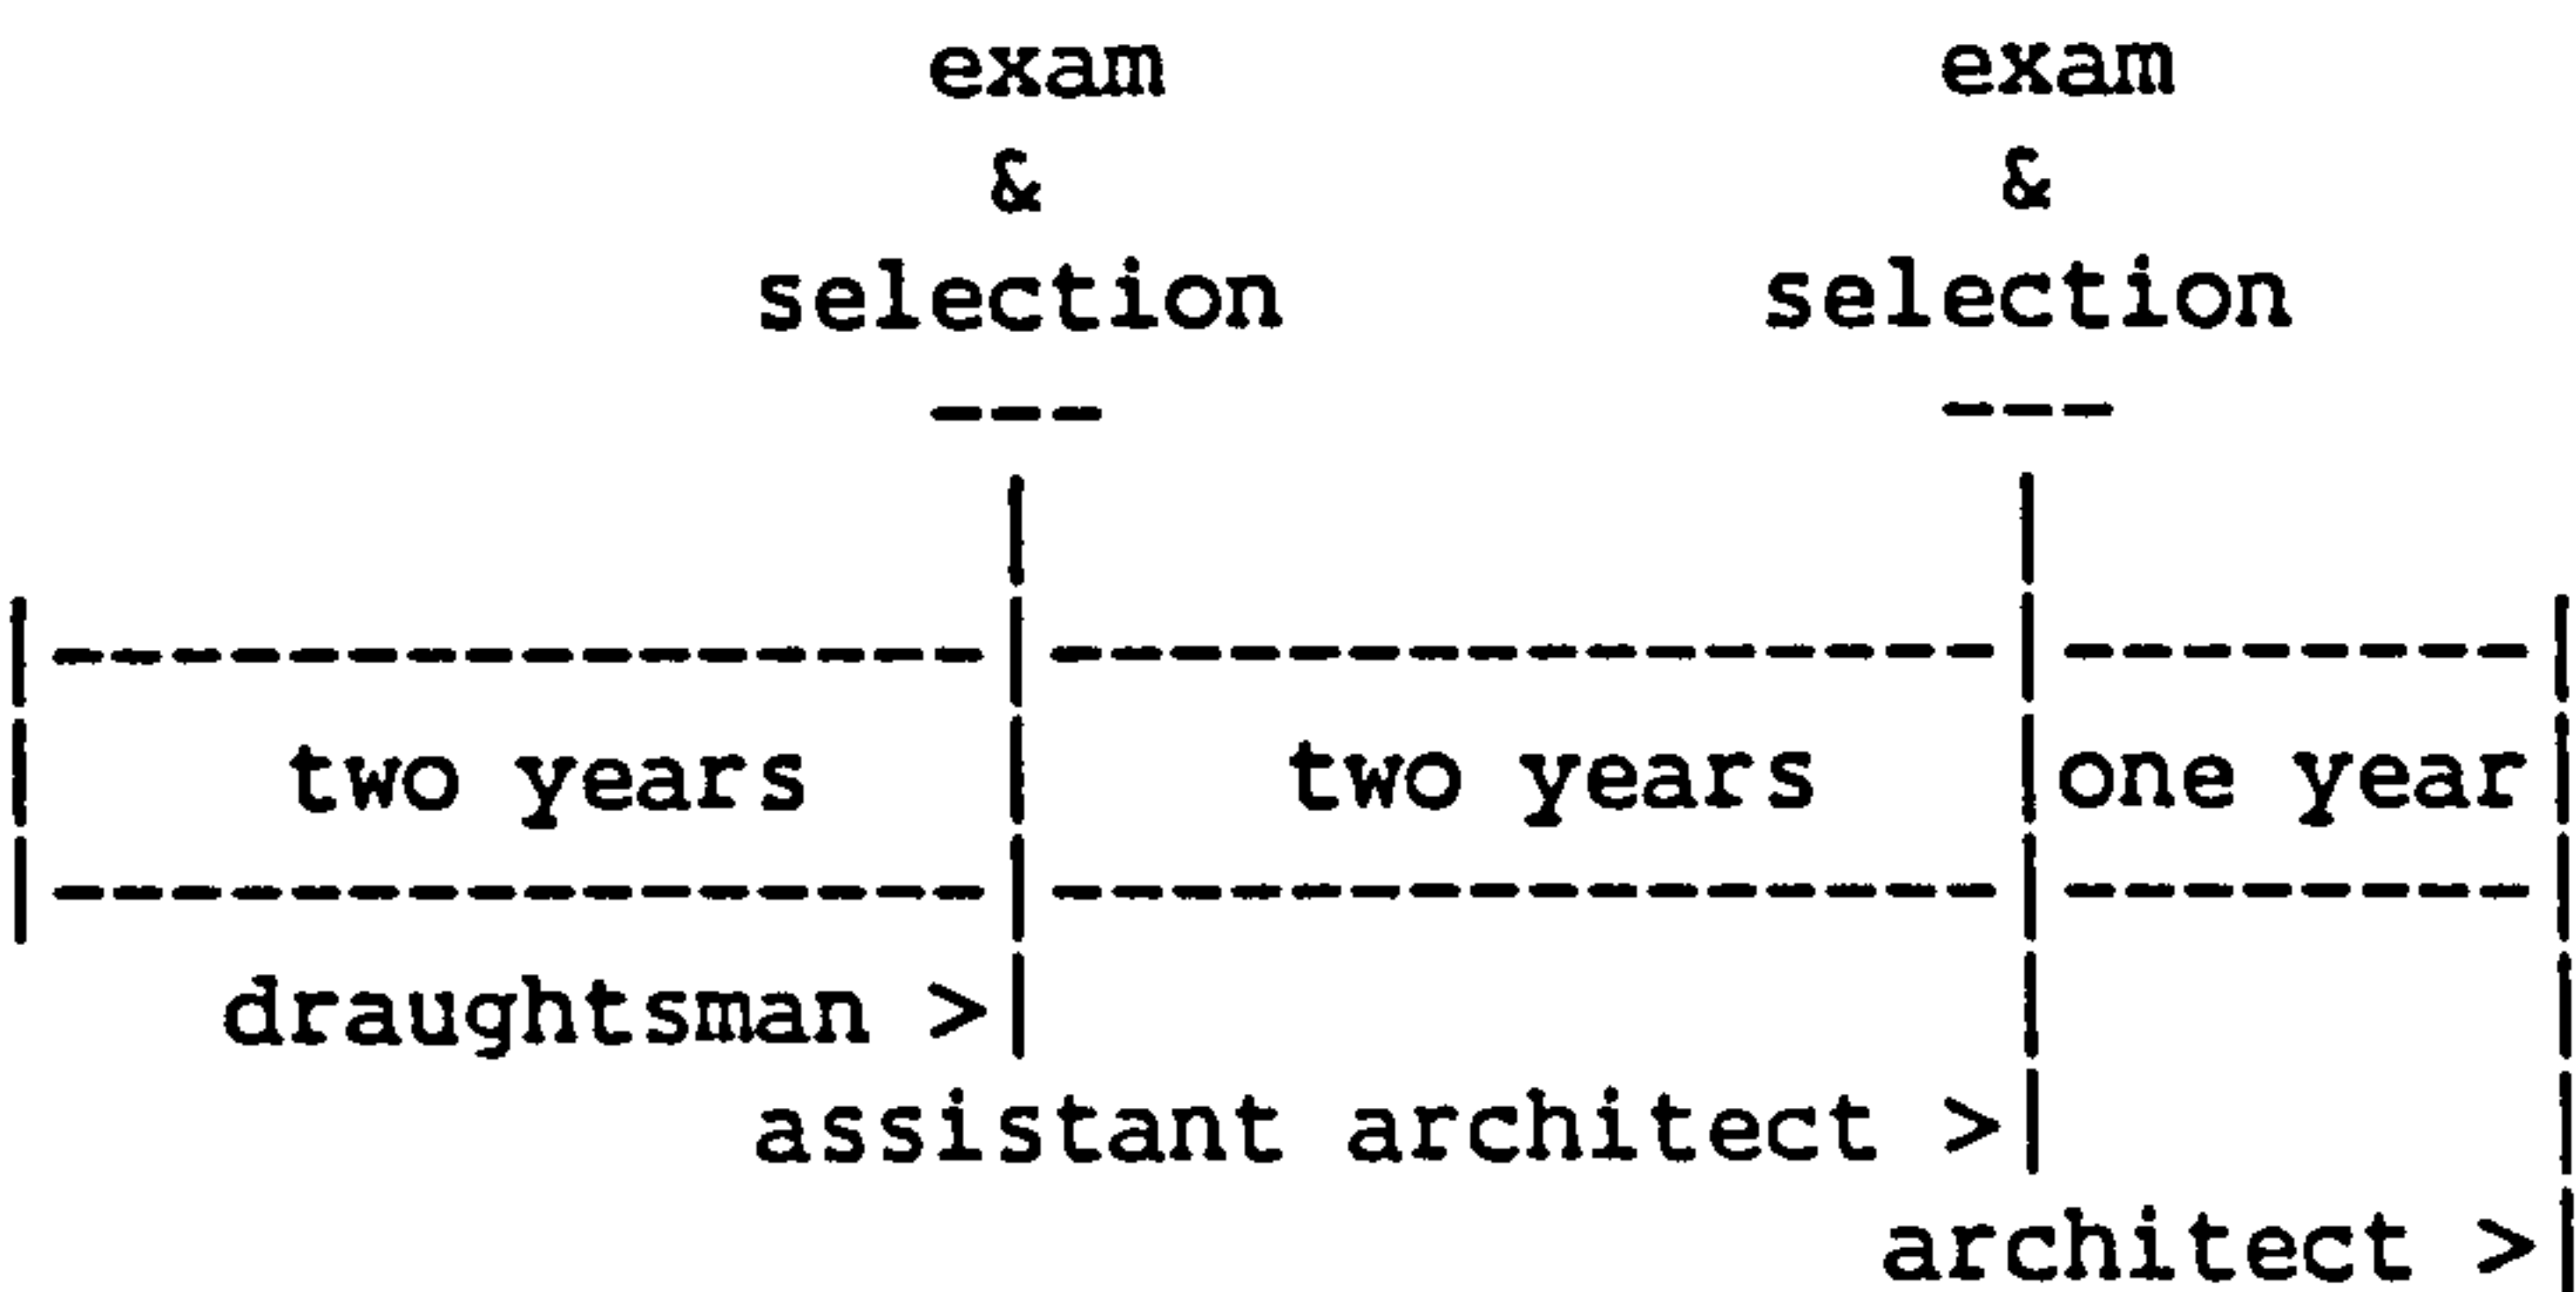 exam exam
& &
selection selection
two years two years one year
draughtsman >
assistant architect >
architect >